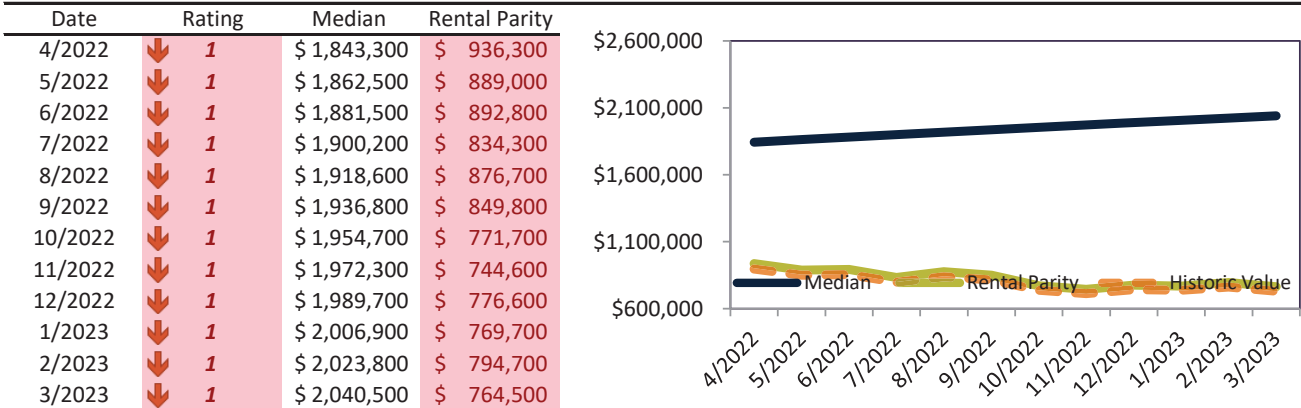 Date Rating Median Rental Parity
4/2022 1 $ 1,843,300 $ 936,300
5/2022 1 $ 1,862,500 $ 889,000
6/2022 1 $ 1,881,500 $ 892,800
7/2022 1 $ 1,900,200 $ 834,300
8/2022 1 $ 1,918,600 $ 876,700
9/2022 1 $ 1,936,800 $ 849,800
10/2022 1 $ 1,954,700 $ 771,700
11/2022 1 $ 1,972,300 $ 744,600
12/2022 1 $ 1,989,700 $ 776,600
1/2023 1 $ 2,006,900 $ 769,700
2/2023 1 $ 2,023,800 $ 794,700
3/2023 1 $ 2,040,500 $ 764,500
$2,600,000
$2,100,000
$1,600,000
$1,100,000
$600,000
Median Rental Parity Historic Value
4/2022 5/2022 6/2022 7/2022 8/2022 9/2022 10/2022 11/2022 12/2022 1/2023 2/2023 3/2023